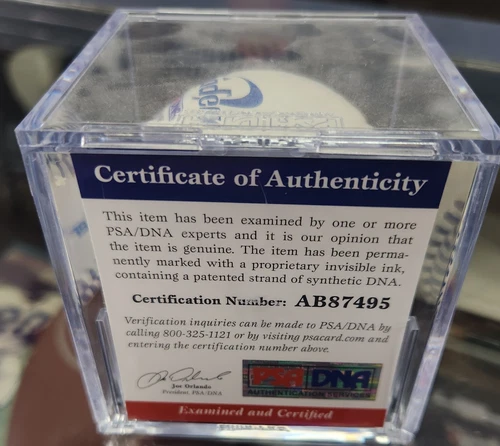 Certificate of Authenticity
This item has been examined by one or more
PSA/DNA experts and it is our opinion that
the item is genuine. The item has been perma-
nently marked with a proprietary invisible ink,
containing a patented strand of synthetic DNA.
Certification Number: AB87495
Verification inquiries can be made to PSA/DNA by
calling 800-325-1121 or by visiting psacard.com and
entering the certification number above.
Joe Orlando
President, PSA/DNA
PSA DNA
AUTHENTICATION SERVICES
Examined and Certified